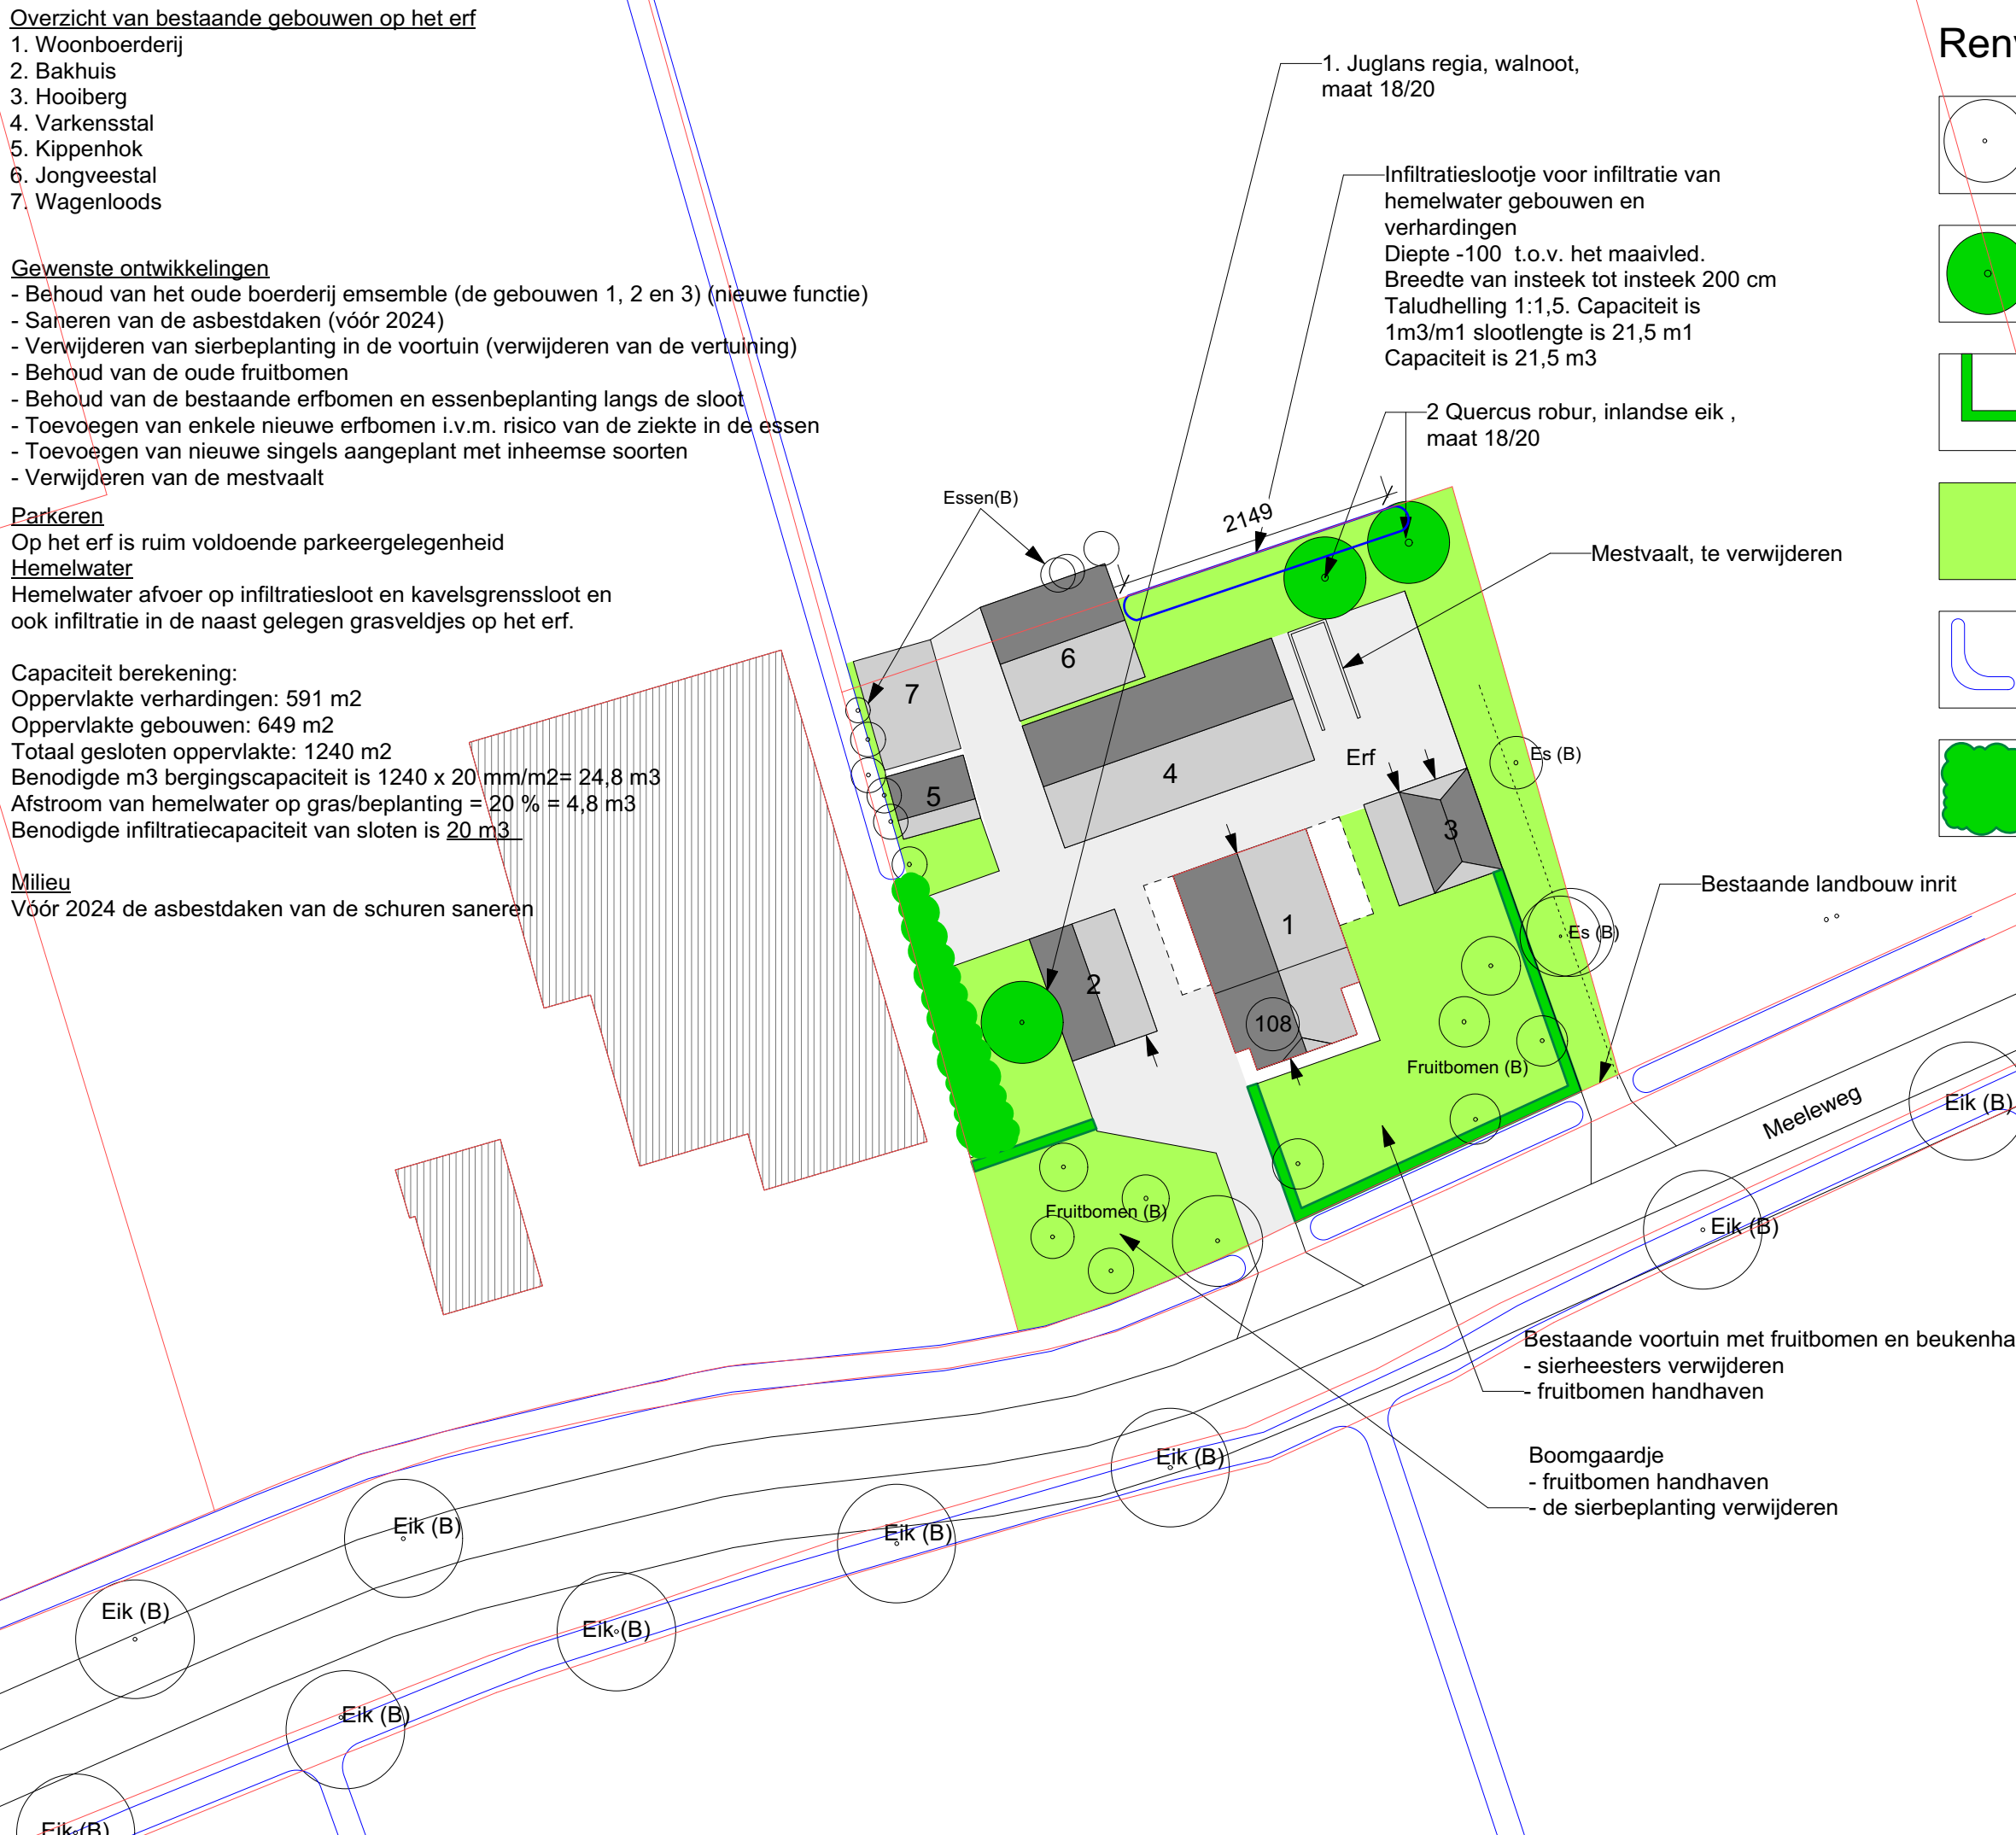 Overzicht van bestaande gebouwen op het erf
1. Woonboerderij
2. Bakhuis
3. Hooiberg
4. Varkensstal
5. Kippenhok
6. Jongveestal
7. Wagenloods
Gewenste ontwikkelingen
- Behoud van het oude boerderij emsemble (de gebouwen 1, 2 en 3) (nieuwe functie)
- Saneren van de asbestdaken (vóór 2024)
- Verwijderen van sierbeplanting in de voortuin (verwijderen van de vertuining)
- Behoud van de oude fruitbomen
- Behoud van de bestaande erfbomen en essenbeplanting langs de sloot
- Toevoegen van enkele nieuwe erfbomen i.v.m. risico van de ziekte in de essen
- Toevoegen van nieuwe singels aangeplant met inheemse soorten
- Verwijderen van de mestvaalt
Parkeren
Op het erf is ruim voldoende parkeergelegenheid
Hemelwater
Hemelwater afvoer op infiltratiesloot en kavelsgrenssloot en
ook infiltratie in de naast gelegen grasveldjes op het erf.
Capaciteit berekening:
Oppervlakte verhardingen: 591 m2
Oppervlakte gebouwen: 649 m2
Totaal gesloten oppervlakte: 1240 m2
Benodigde m3 bergingscapaciteit is 1240 x 20 mm/m2= 24,8 m3
Afstroom van hemelwater op gras/beplanting = 20 % = 4,8 m3
Benodigde infiltratiecapaciteit van sloten is 20 m3
Milieu
Vóór 2024 de asbestdaken van de schuren saneren
1. Juglans regia, walnoot,
maat 18/20
Infiltratieslootje voor infiltratie van
hemelwater gebouwen en
verhardingen
Diepte -100 t.o.v. het maaivled.
Breedte van insteek tot insteek 200 cm
Taludhelling 1:1,5. Capaciteit is
1m3/m1 slootlengte is 21,5 m1
Capaciteit is 21,5 m3
2 Quercus robur, inlandse eik ,
maat 18/20
Essen(B)
2149
Mestvaalt, te verwijderen
6
7
4
5
Erf
Es (B)
3
Bestaande landbouw inrit
1
Es (B)
2
108
Fruitbomen (B)
Meeleweg
Eik (B)
Fruitbomen (B)
Eik (B)
Bestaande voortuin met fruitbomen en beukenha
- sierheesters verwijderen
- fruitbomen handhaven
Boomgaardje
- fruitbomen handhaven
- de sierbeplanting verwijderen
Eik (B)
Eik (B)
Eik (B)
Eik (B)
Eik (B)
Eik (B)
Eik (B)